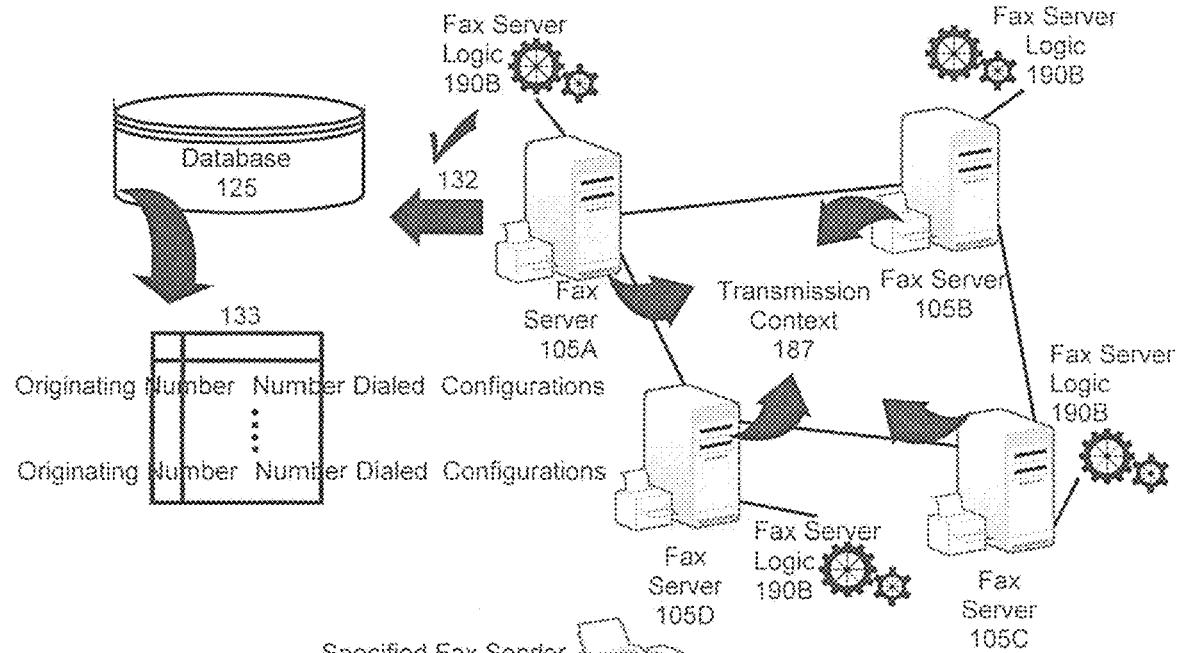 Fax Server
Logic
190B
Fax Server
Logic
190B
Database
125
132
Fax
Server
105A
Transmission
Context
187
Fax Server
105B
133
Originating Number Number Dialed Configurations
Originating Number Number Dialed Configurations
Fax Server
Logic
190B
Fax
Server
105D
Fax Server
Logic
190B
Fax
Server
105C
Specified Fax Sender